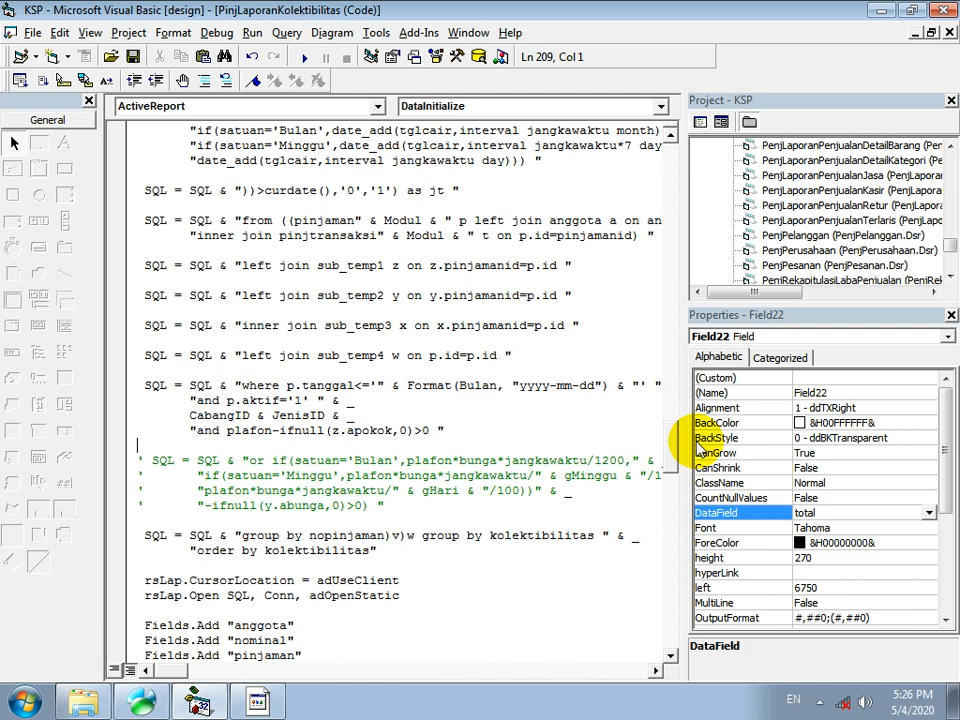 KSP - Microsoft Visual Basic [design] - [PinjLaporanKolektibilitas (Code)]
File Edit View Project Format Debug Run Query Diagram Tools Add-Ins Window Help
Ln 209, Col 1
General
ActiveReport
DataInitialize
"if(satuan='Bulan',date_add(tglcair,interval jangkawaktu month)
"if(satuan='Minggu',date_add(tglcair,interval jangkawaktu*7 day
"date_add(tglcair,interval jangkawaktu day))) "
SQL = SQL & "))>curdate(),'0','1') as jt "
SQL = SQL & "from ((pinjaman" & Modul & " p left join anggota a on an
"inner join pinjtransaksi" & Modul & " t on p.id=pinjamanid) "
SQL = SQL & "left join sub_temp1 z on z.pinjamanid=p.id "
SQL = SQL & "left join sub_temp2 y on y.pinjamanid=p.id "
SQL = SQL & "inner join sub_temp3 x on x.pinjamanid=p.id "
SQL = SQL & "left join sub_temp4 w on p.id=p.id "
SQL = SQL & "where p.tanggal<='" & Format(Bulan, "yyyy-mm-dd") & "' "
"and p.aktif='1' " & _
CabangID & JenisID & _
"and plafon-ifnull(z.apokok,0)>0 "
' SQL = SQL & "or if(satuan='Bulan',plafon*bunga*jangkawaktu/1200," & _
' "if(satuan='Minggu',plafon*bunga*jangkawaktu/" & gMinggu & "/1
' "plafon*bunga*jangkawaktu/" & gHari & "/100))" & _
' "-ifnull(y.abunga,0)>0) "
SQL = SQL & "group by nopinjaman)v)w group by kolektibilitas " & _
"order by kolektibilitas"
rsLap.CursorLocation = adUseClient
rsLap.Open SQL, Conn, adOpenStatic
Fields.Add "anggota"
Fields.Add "nominal"
Fields.Add "pinjaman"
Project - KSP
PenjLaporanPenjualanDetailBarang (Per
PenjLaporanPenjualanDetailKategori (Pe
PenjLaporanPenjualanJasa (PenjLaporan
PenjLaporanPenjualanKasir (PenjLapora
PenjLaporanPenjualanRetur (PenjLapor
PenjLaporanPenjualanTerlaris (PenjLapo
PenjPelanggan (PenjPelanggan.Dsr)
PenjPerusahaan (PenjPerusahaan.Dsr)
PenjPesanan (PenjPesanan.Dsr)
PenjRekapitulasiLabaPenjualan (PenjRek
Properties - Field22
Field22 Field
Alphabetic Categorized
(Custom)
(Name) Field22
Alignment 1 - ddTXRight
BackColor &H00FFFFFF&
BackStyle 0 - ddBKTransparent
CanGrow True
CanShrink False
ClassName Normal
CountNullValues False
DataField total
Font Tahoma
ForeColor &H00000000&
height 270
hyperLink
left 6750
MultiLine False
OutputFormat #,##0;(#,##0)
DataField
EN
5:26 PM
5/4/2020